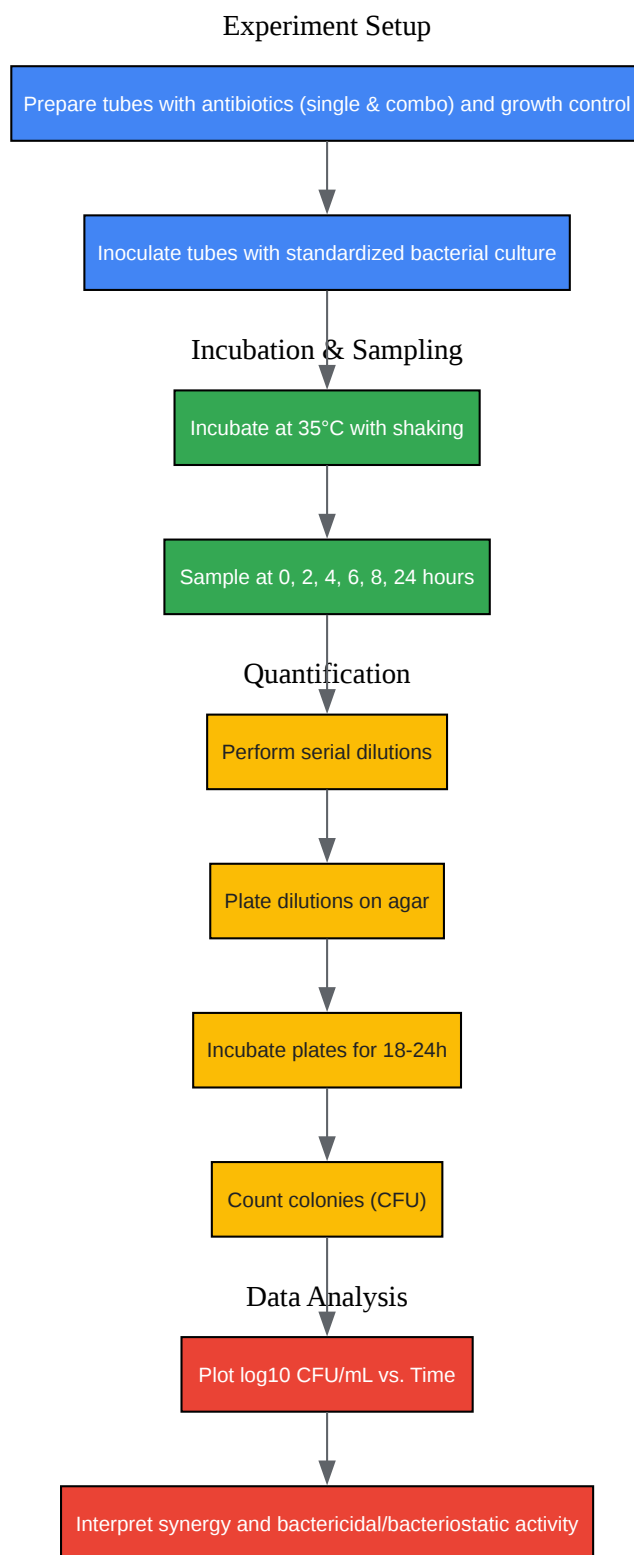 Experiment Setup
Prepare tubes with antibiotics (single & combo) and growth control
Inoculate tubes with standardized bacterial culture
Incubation & Sampling
Incubate at 35°C with shaking
Sample at 0, 2, 4, 6, 8, 24 hours
Quantification
Perform serial dilutions
Plate dilutions on agar
Incubate plates for 18-24h
Count colonies (CFU)
Data Analysis
Plot log10 CFU/mL vs. Time
Interpret synergy and bactericidal/bacteriostatic activity